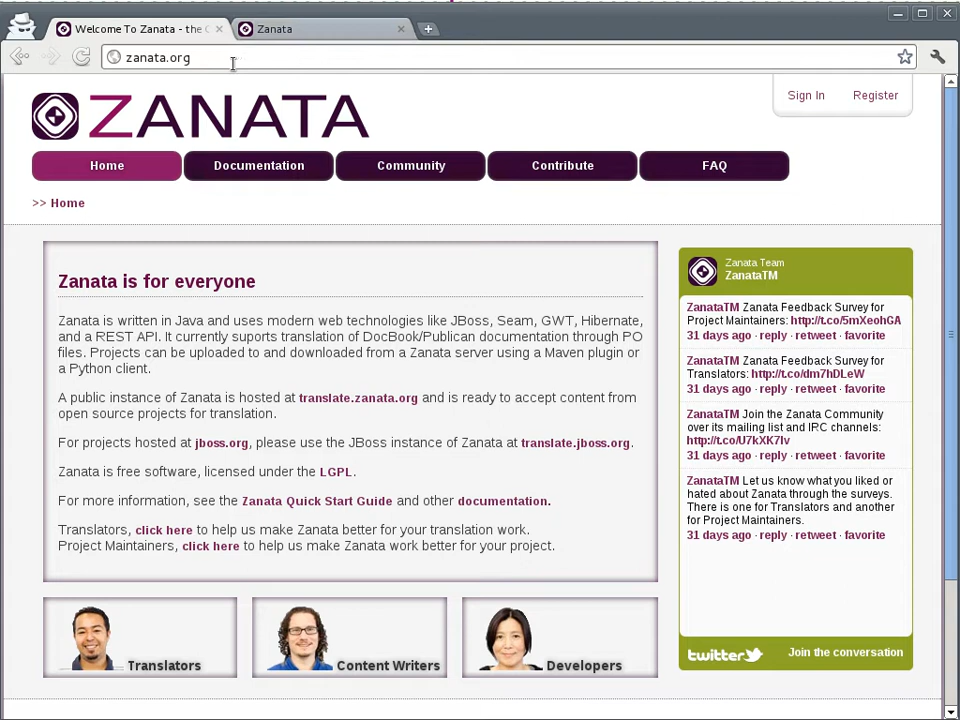 Welcome To Zanata - the
Zanata
zanata.org
Sign In
Register
ZANATA
Home
Documentation
Community
Contribute
FAQ
>> Home
Zanata is for everyone
Zanata is written in Java and uses modern web technologies like JBoss, Seam, GWT, Hibernate,
and a REST API. It currently suports translation of DocBook/Publican documentation through PO
files. Projects can be uploaded to and downloaded from a Zanata server using a Maven plugin or
a Python client.
A public instance of Zanata is hosted at translate.zanata.org and is ready to accept content from
open source projects for translation.
For projects hosted at jboss.org, please use the JBoss instance of Zanata at translate.jboss.org.
Zanata is free software, licensed under the LGPL.
For more information, see the Zanata Quick Start Guide and other documentation.
Translators, click here to help us make Zanata better for your translation work.
Project Maintainers, click here to help us make Zanata work better for your project.
Zanata Team
ZanataTM
ZanataTM Zanata Feedback Survey for
Project Maintainers: http://t.co/5mXeohGA
31 days ago · reply · retweet · favorite
ZanataTM Zanata Feedback Survey for
Translators: http://t.co/dm7hDLeW
31 days ago · reply · retweet · favorite
ZanataTM Join the Zanata Community
over its mailing list and IRC channels:
http://t.co/U7kXK7Iv
31 days ago · reply · retweet · favorite
ZanataTM Let us know what you liked or
hated about Zanata through the surveys.
There is one for Translators and another
for Project Maintainers.
31 days ago · reply · retweet · favorite
twitter
Join the conversation
Translators
Content Writers
Developers